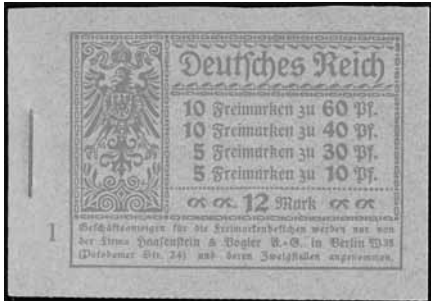 Deutsches Reich
10 Freimarken zu 60 Pf.
10 Freimarken zu 40 Pf.
5 Freimarken zu 30 Pf.
5 Freimarken zu 10 Pf.
12 Mark
1
Geschäftsanzeigen für die Freimarkenheftchen werden nur von
der Firma Haasenstein & Vogler A.-G. in Berlin W.35
(Potsdamer Str. 24) und deren Zweigstellen angenommen.